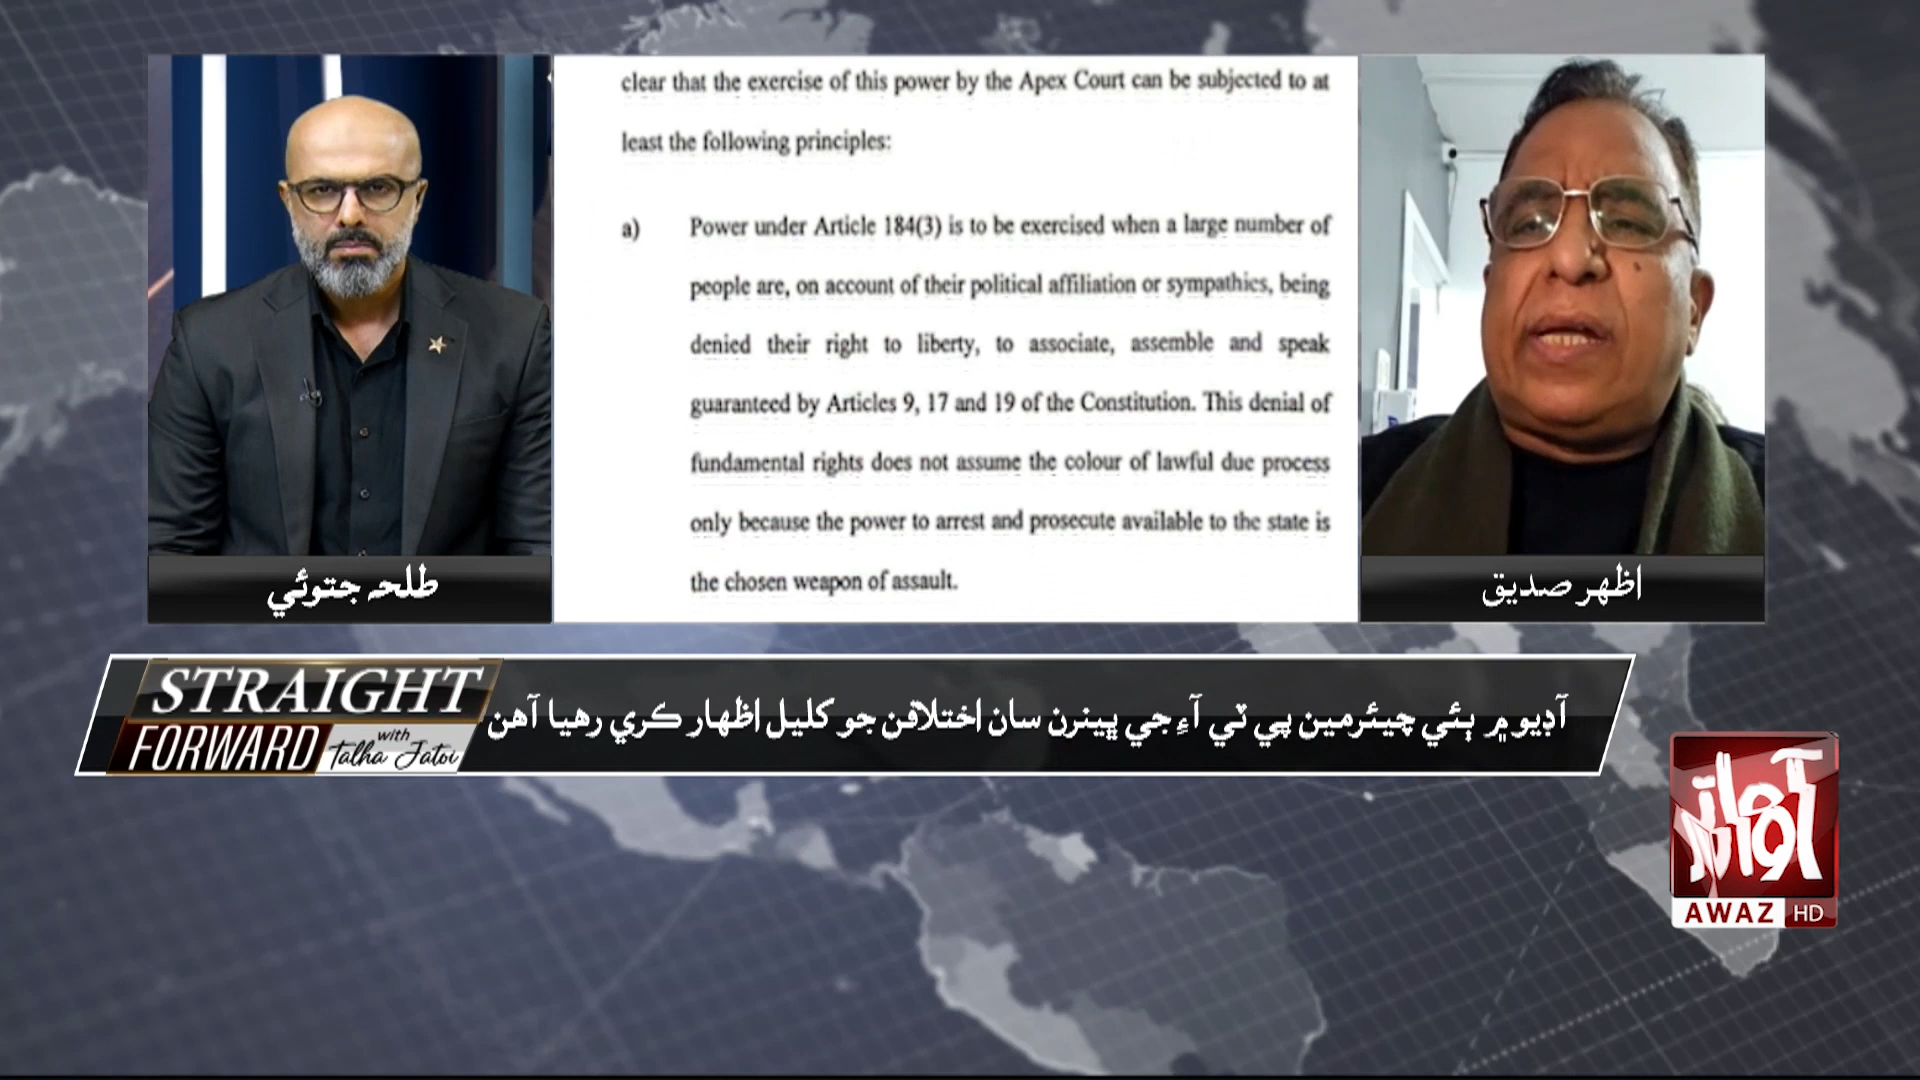 clear that the exercise of this power by the Apex Court can be subjected to at
least the following principles:
a) Power under Article 184(3) is to be exercised when a large number of
people are, on account of their political affiliation or sympathies, being
denied their right to liberty, to associate, assemble and speak
guaranteed by Articles 9, 17 and 19 of the Constitution. This denial of
fundamental rights does not assume the colour of lawful due process
only because the power to arrest and prosecute available to the state is
the chosen weapon of assault.
طلحہ جتوئي
اظهر صديق
STRAIGHT
FORWARD
with
Talha Jatoi
آڊيو ۾ ٻئي چيئرمين پي ٽي آءِ جي ڀينرن سان اختلافن جو کليل اظهار ڪري رهيا آهن
آواز
AWAZ HD